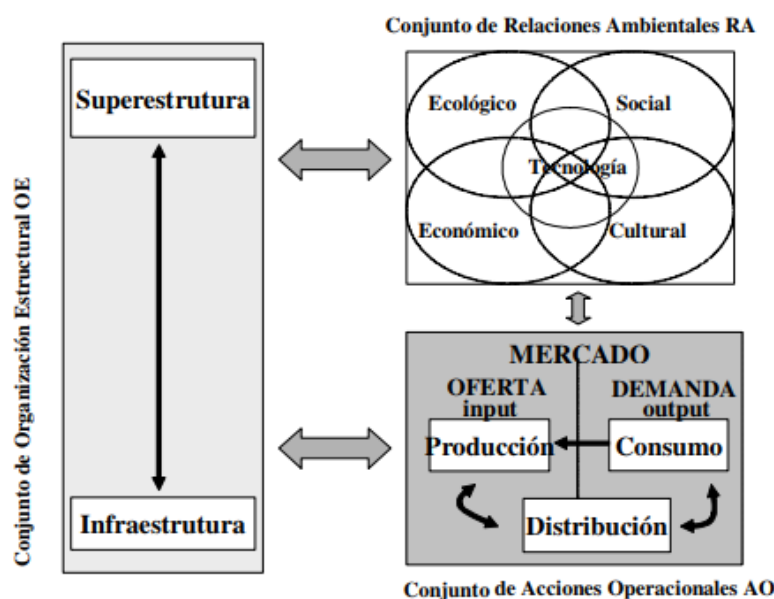 Conjunto de Organización Estructural OE
Superestrutura
Infraestrutura
Conjunto de Relaciones Ambientales RA
Ecológico
Social
Tecnología
Económico
Cultural
MERCADO
OFERTA
input
DEMANDA
output
Producción
Consumo
Distribución
Conjunto de Acciones Operacionales AO